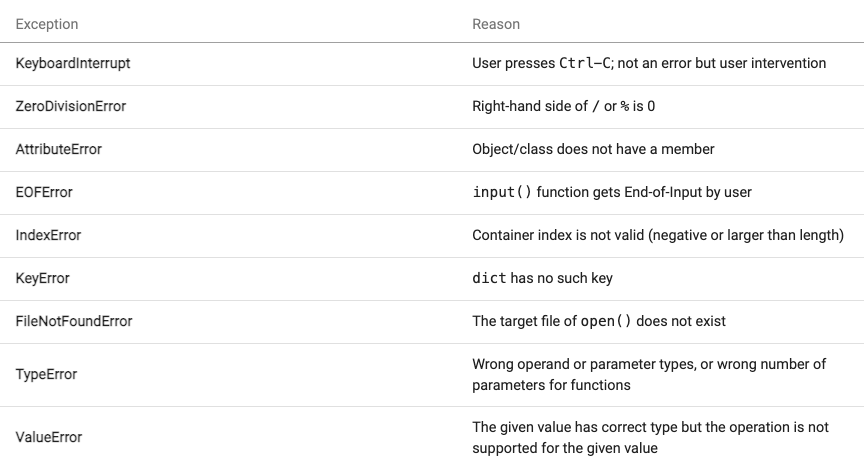 Exception Reason
KeyboardInterrupt User presses Ctrl–C; not an error but user intervention
ZeroDivisionError Right-hand side of / or % is 0
AttributeError Object/class does not have a member
EOFError input() function gets End-of-Input by user
IndexError Container index is not valid (negative or larger than length)
KeyError dict has no such key
FileNotFoundError The target file of open() does not exist
TypeError Wrong operand or parameter types, or wrong number of
parameters for functions
ValueError The given value has correct type but the operation is not
supported for the given value